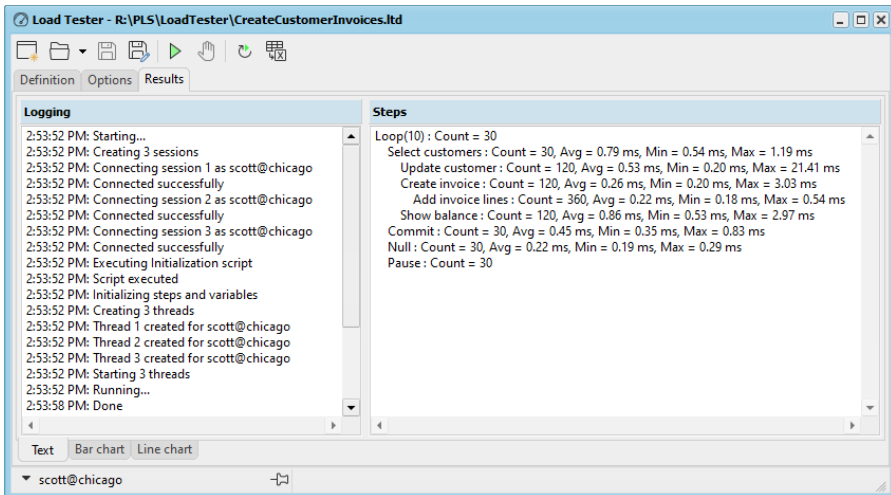 Load Tester - R:\PLS\LoadTester\CreateCustomerInvoices.ltd
Definition Options Results
Logging
2:53:52 PM: Starting...
2:53:52 PM: Creating 3 sessions
2:53:52 PM: Connecting session 1 as scott@chicago
2:53:52 PM: Connected successfully
2:53:52 PM: Connecting session 2 as scott@chicago
2:53:52 PM: Connected successfully
2:53:52 PM: Connecting session 3 as scott@chicago
2:53:52 PM: Connected successfully
2:53:52 PM: Executing Initialization script
2:53:52 PM: Script executed
2:53:52 PM: Initializing steps and variables
2:53:52 PM: Creating 3 threads
2:53:52 PM: Thread 1 created for scott@chicago
2:53:52 PM: Thread 2 created for scott@chicago
2:53:52 PM: Thread 3 created for scott@chicago
2:53:52 PM: Starting 3 threads
2:53:52 PM: Running...
2:53:58 PM: Done
Steps
Loop(10) : Count = 30
Select customers : Count = 30, Avg = 0.79 ms, Min = 0.54 ms, Max = 1.19 ms
Update customer : Count = 120, Avg = 0.53 ms, Min = 0.20 ms, Max = 21.41 ms
Create invoice : Count = 120, Avg = 0.26 ms, Min = 0.20 ms, Max = 3.03 ms
Add invoice lines : Count = 360, Avg = 0.22 ms, Min = 0.18 ms, Max = 0.54 ms
Show balance : Count = 120, Avg = 0.86 ms, Min = 0.53 ms, Max = 2.97 ms
Commit : Count = 30, Avg = 0.45 ms, Min = 0.35 ms, Max = 0.83 ms
Null : Count = 30, Avg = 0.22 ms, Min = 0.19 ms, Max = 0.29 ms
Pause : Count = 30
Text Bar chart Line chart
scott@chicago